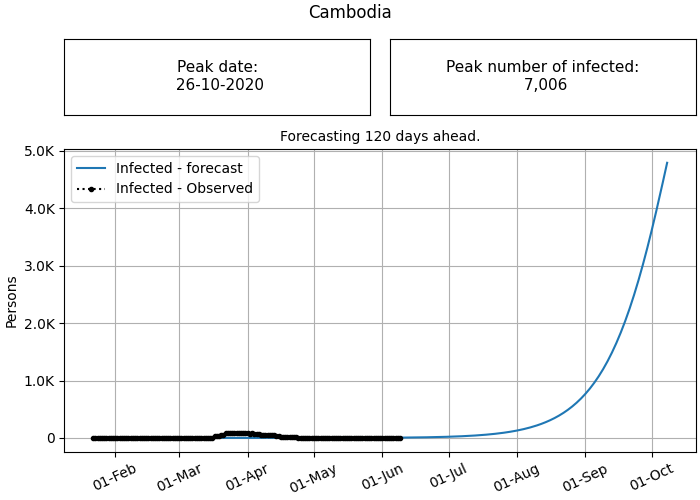 Cambodia
Peak date:
26-10-2020
Peak number of infected:
7,006
Forecasting 120 days ahead.
5.0K
4.0K
3.0K
2.0K
1.0K
0
Persons
Infected - forecast
Infected - Observed
01-Feb
01-Mar
01-Apr
01-May
01-Jun
01-Jul
01-Aug
01-Sep
01-Oct